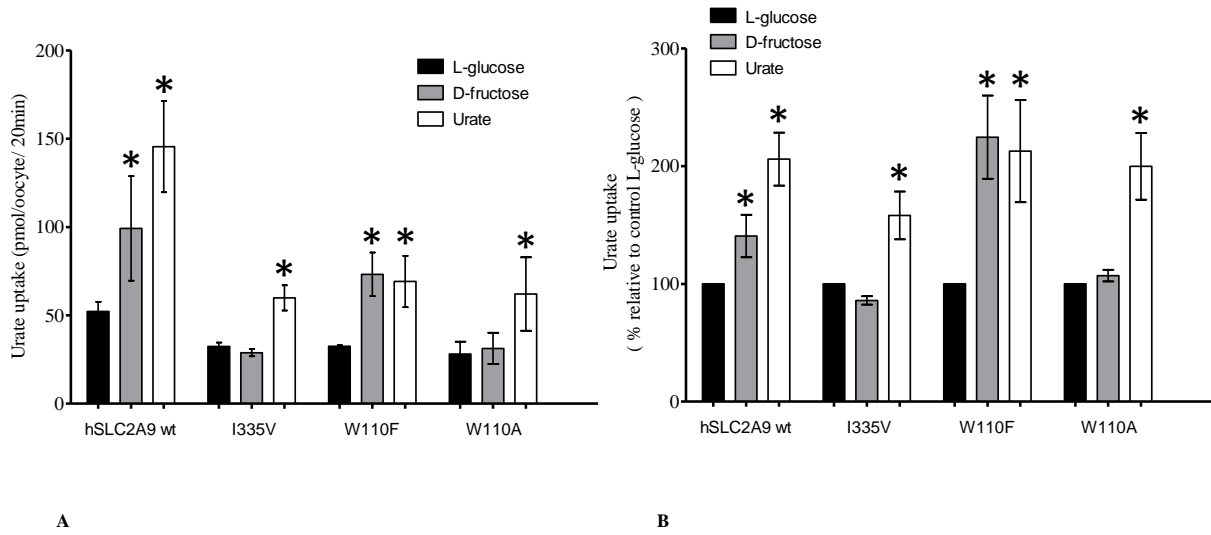 200
150
100
50
0
Urate uptake (pmol/oocyte/ 20min)
L-glucose
D-fructose
Urate
*
*
*
*
*
*
hSLC2A9 wt
I335V
W110F
W110A
A
L-glucose
D-fructose
Urate
300
200
100
0
Urate uptake
( % relative to control L-glucose )
*
*
*
*
*
*
hSLC2A9 wt
I335V
W110F
W110A
B